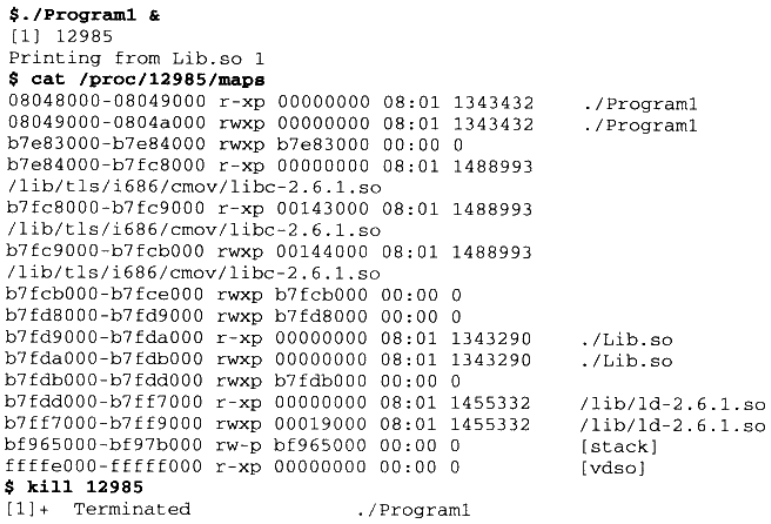 $./Program1 &
[1] 12985
Printing from Lib.so 1
$ cat /proc/12985/maps
08048000-08049000 r-xp 00000000 08:01 1343432 ./Program1
08049000-0804a000 rwxp 00000000 08:01 1343432 ./Program1
b7e83000-b7e84000 rwxp b7e83000 00:00 0
b7e84000-b7fc8000 r-xp 00000000 08:01 1488993
/lib/tls/i686/cmov/libc-2.6.1.so
b7fc8000-b7fc9000 r-xp 00143000 08:01 1488993
/lib/tls/i686/cmov/libc-2.6.1.so
b7fc9000-b7fcb000 rwxp 00144000 08:01 1488993
/lib/tls/i686/cmov/libc-2.6.1.so
b7fcb000-b7fce000 rwxp b7fcb000 00:00 0
b7fd8000-b7fd9000 rwxp b7fd8000 00:00 0
b7fd9000-b7fda000 r-xp 00000000 08:01 1343290 ./Lib.so
b7fda000-b7fdb000 rwxp 00000000 08:01 1343290 ./Lib.so
b7fdb000-b7fdd000 rwxp b7fdb000 00:00 0
b7fdd000-b7ff7000 r-xp 00000000 08:01 1455332 /lib/ld-2.6.1.so
b7ff7000-b7ff9000 rwxp 00019000 08:01 1455332 /lib/ld-2.6.1.so
bf965000-bf97b000 rw-p bf965000 00:00 0 [stack]
ffffe000-fffff000 r-xp 00000000 00:00 0 [vdso]
$ kill 12985
[1]+ Terminated ./Program1